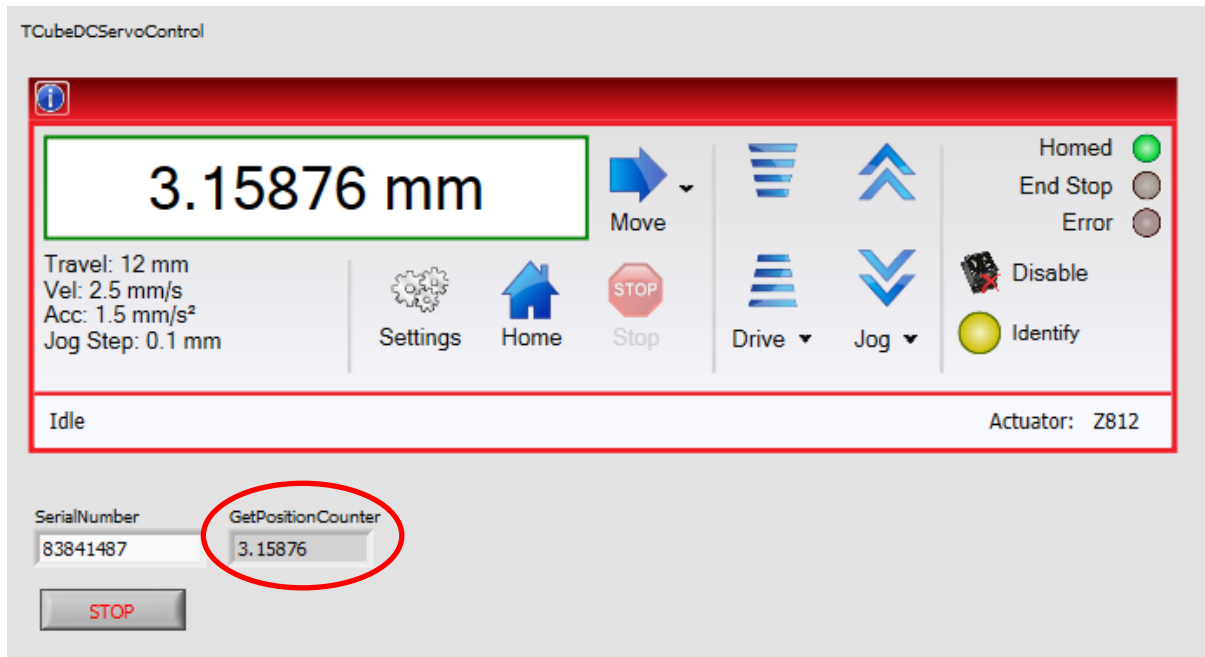 TCubeDCServoControl
3.15876 mm
Move
Homed
End Stop
Error
Travel: 12 mm
Vel: 2.5 mm/s
Acc: 1.5 mm/s²
Jog Step: 0.1 mm
Settings
Home
STOP
Stop
Drive
Jog
Disable
Identify
Idle
Actuator: Z812
SerialNumber
GetPositionCounter
83841487
3.15876
STOP